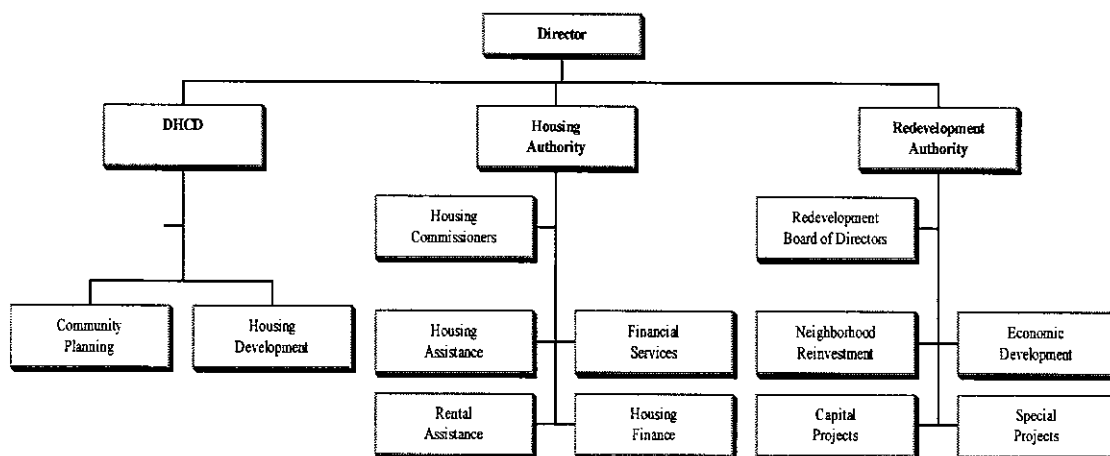 Director
DHCD
Housing
Authority
Redevelopment
Authority
Housing
Commissioners
Redevelopment
Board of Directors
Community
Planning
Housing
Development
Housing
Assistance
Financial
Services
Neighborhood
Reinvestment
Economic
Development
Rental
Assistance
Housing
Finance
Capital
Projects
Special
Projects